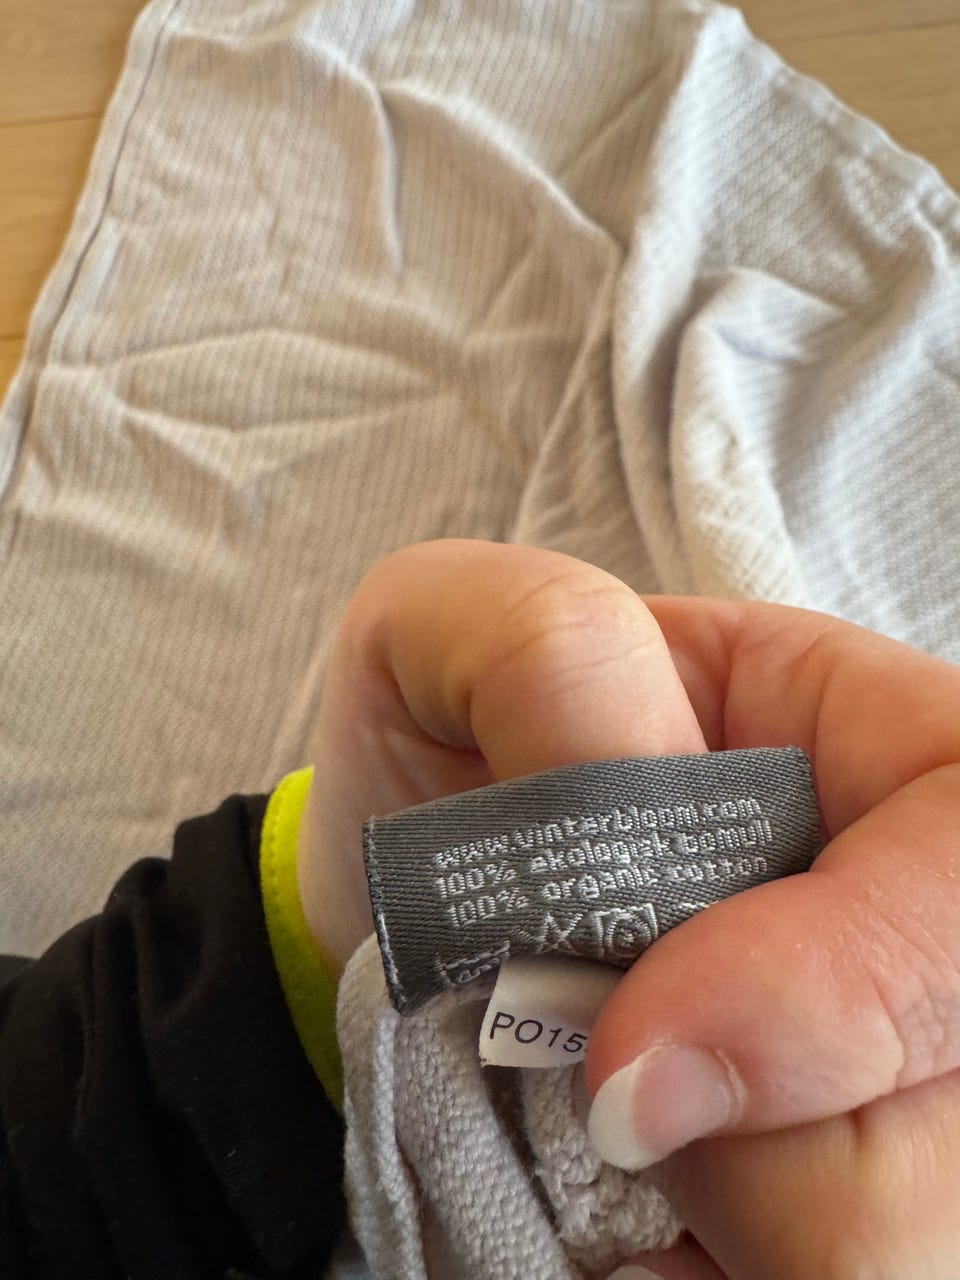 www.vinterbloom.com
100% ekologisk bomull
100% organic cotton
PO15